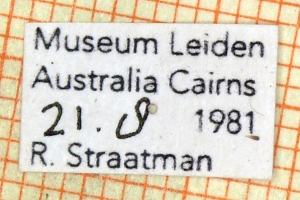 Museum Leiden
Australia Cairns
21.8 1981
R. Straatman